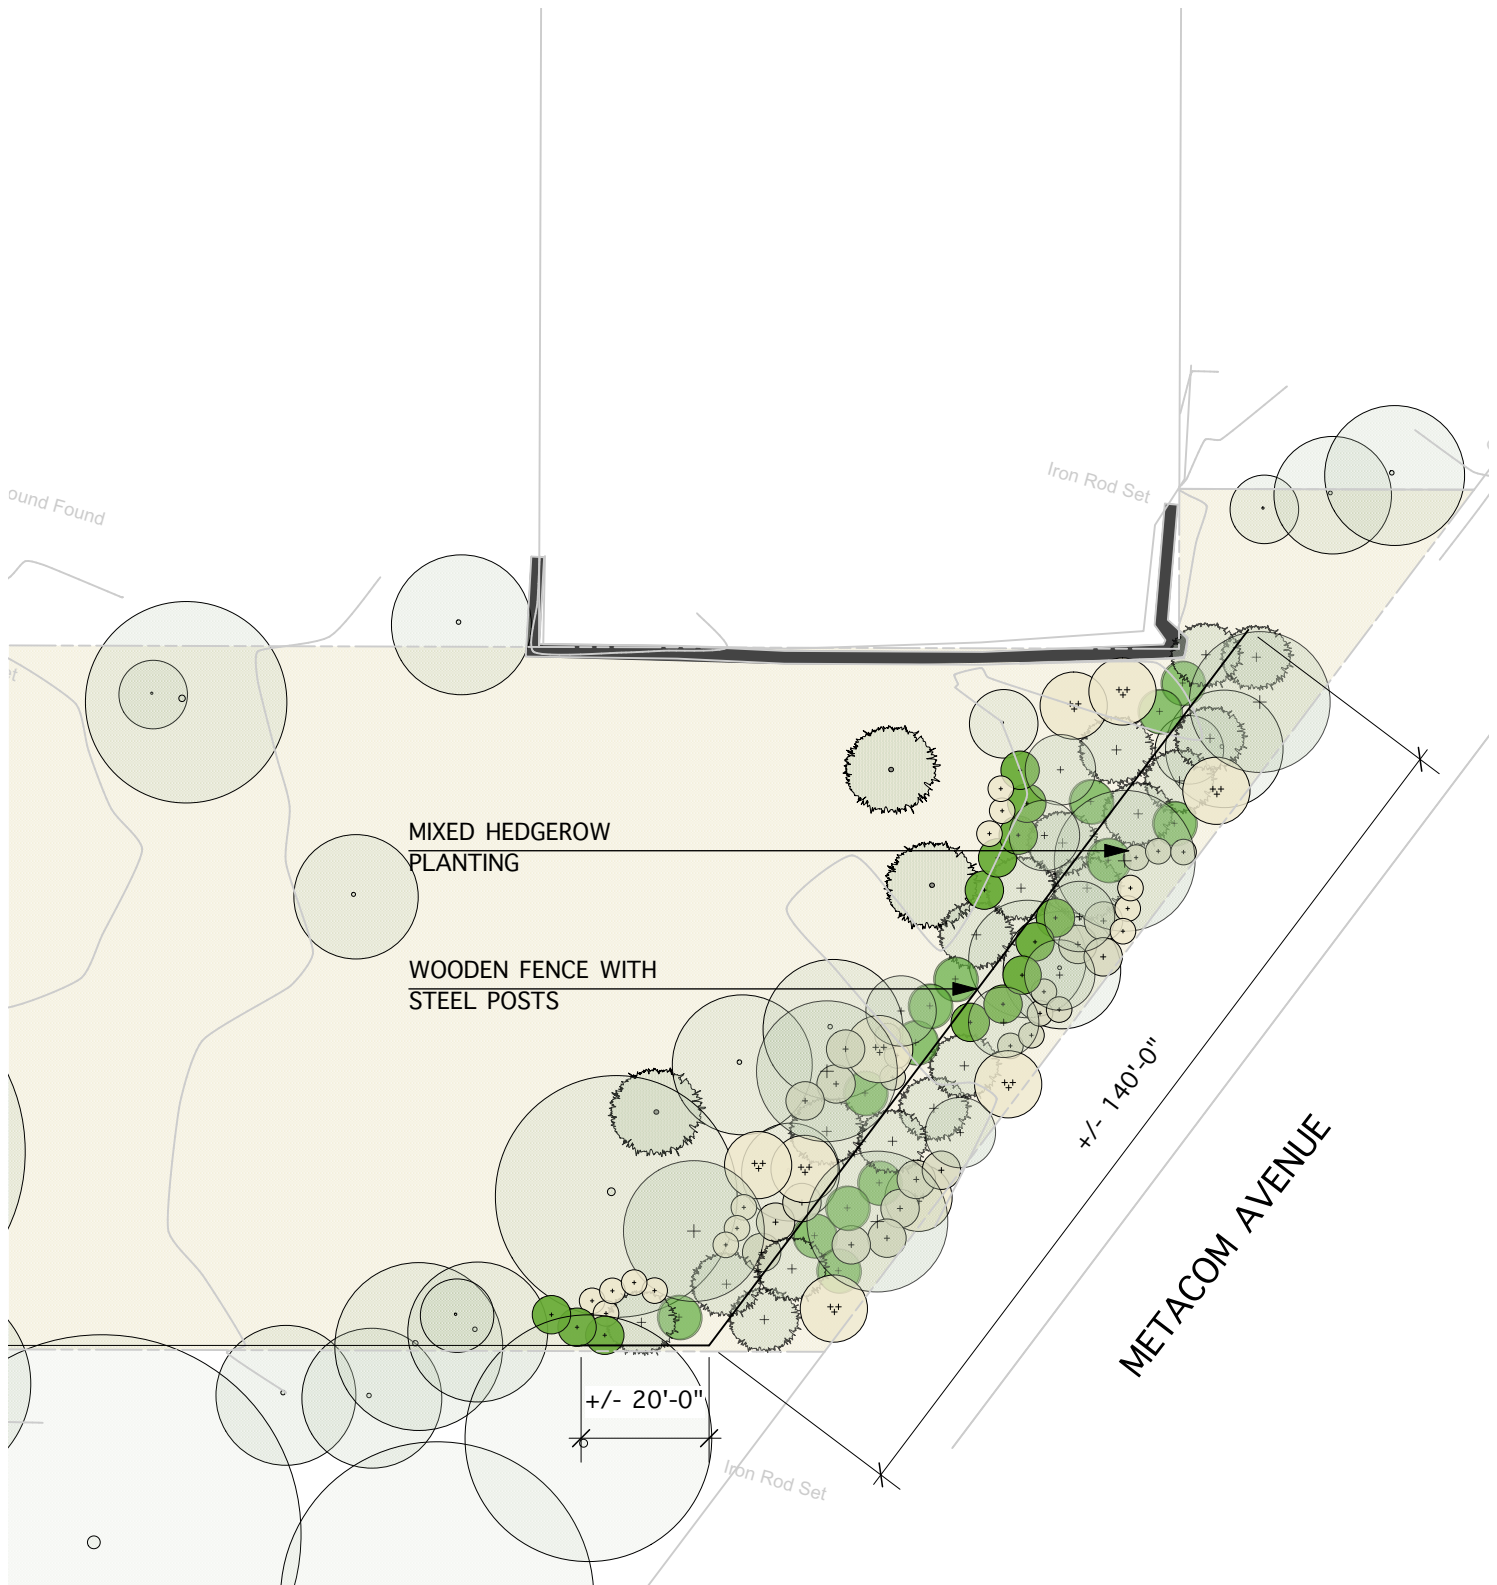 Iron Rod Set
ound Found
et
MIXED HEDGEROW
PLANTING
WOODEN FENCE WITH
STEEL POSTS
+/- 140'-0"
METACOM AVENUE
+/- 20'-0"
Iron Rod Set